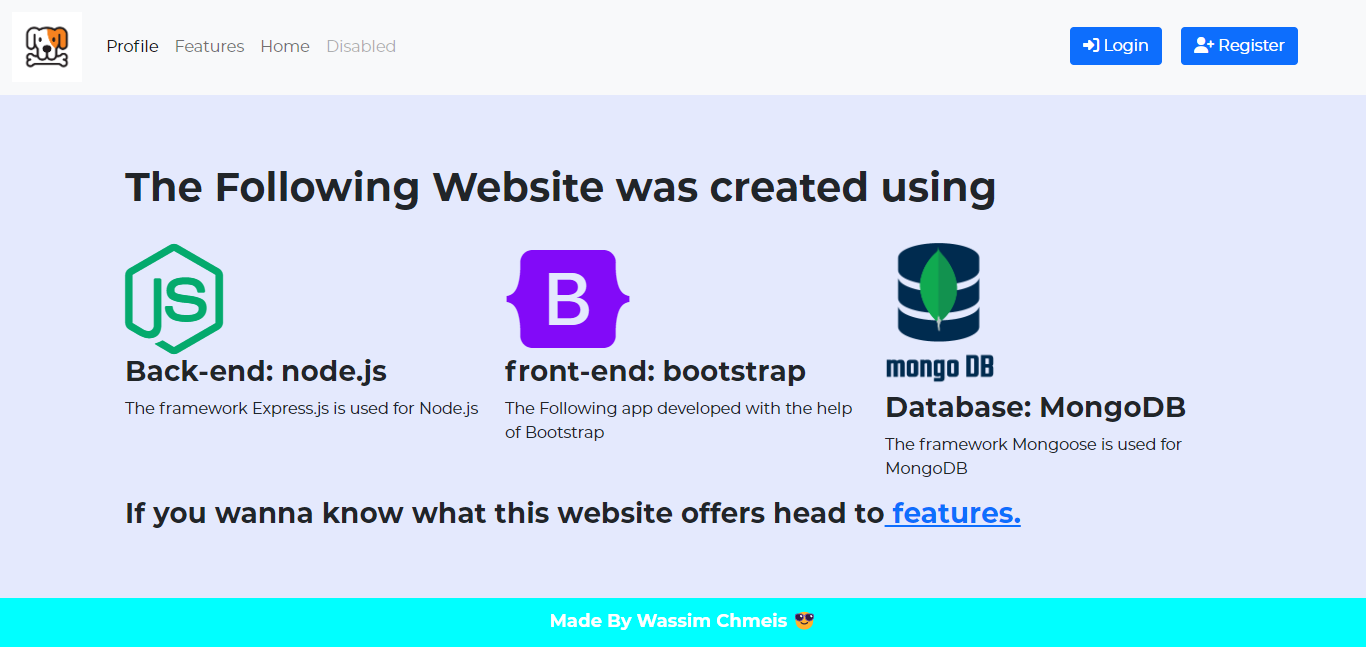 Profile Features Home Disabled
Login Register
The Following Website was created using
JS
B
mongo DB
Back-end: node.js
The framework Express.js is used for Node.js
front-end: bootstrap
The Following app developed with the help
of Bootstrap
Database: MongoDB
The framework Mongoose is used for
MongoDB
If you wanna know what this website offers head to features.
Made By Wassim Chmeis 😎